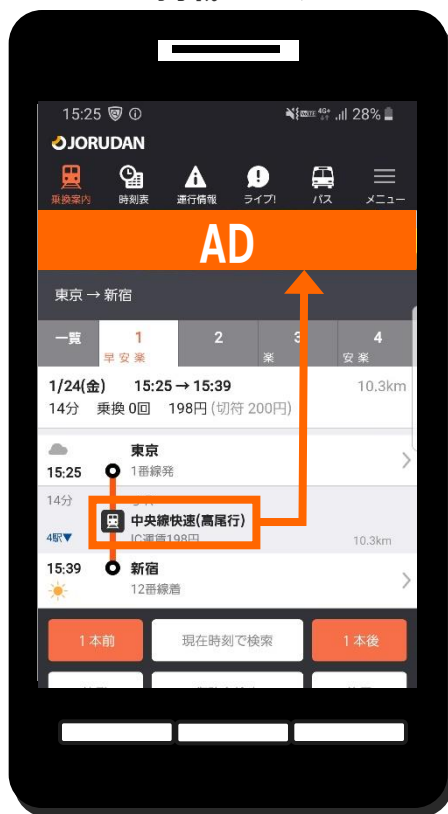 15:25 4G+ 28%
JORUDAN
乗換案内 時刻表 運行情報 ライブ! バス メニュー
AD
東京 → 新宿
一覧 1 2 3 4
早 安 楽 楽 安 楽
1/24(金) 15:25 → 15:39 10.3km
14分 乗換 0回 198円 (切符 200円)
東京
15:25 1番線発
14分
中央線快速(高尾行)
4駅▼ IC運賃198円 10.3km
15:39 新宿
12番線着
1 本前 現在時刻で検索 1 本後